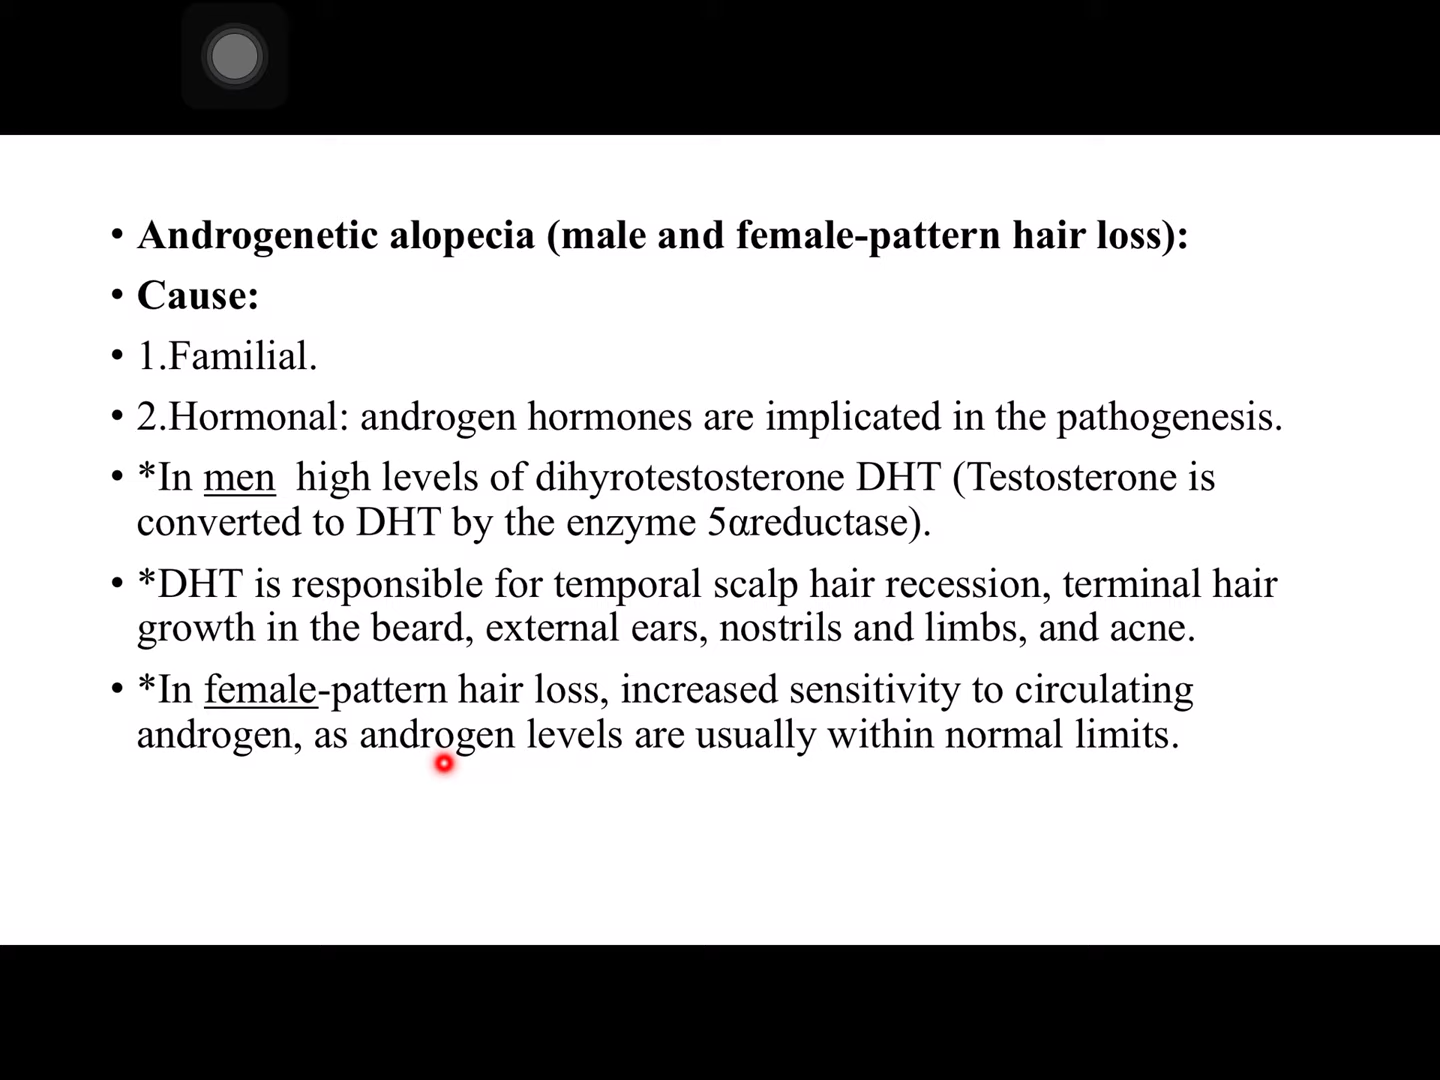 • Androgenetic alopecia (male and female-pattern hair loss):
• Cause:
• 1.Familial.
• 2.Hormonal: androgen hormones are implicated in the pathogenesis.
• *In men  high levels of dihyrotestosterone DHT (Testosterone is
converted to DHT by the enzyme 5αreductase).
• *DHT is responsible for temporal scalp hair recession, terminal hair
growth in the beard, external ears, nostrils and limbs, and acne.
• *In female-pattern hair loss, increased sensitivity to circulating
androgen, as androgen levels are usually within normal limits.